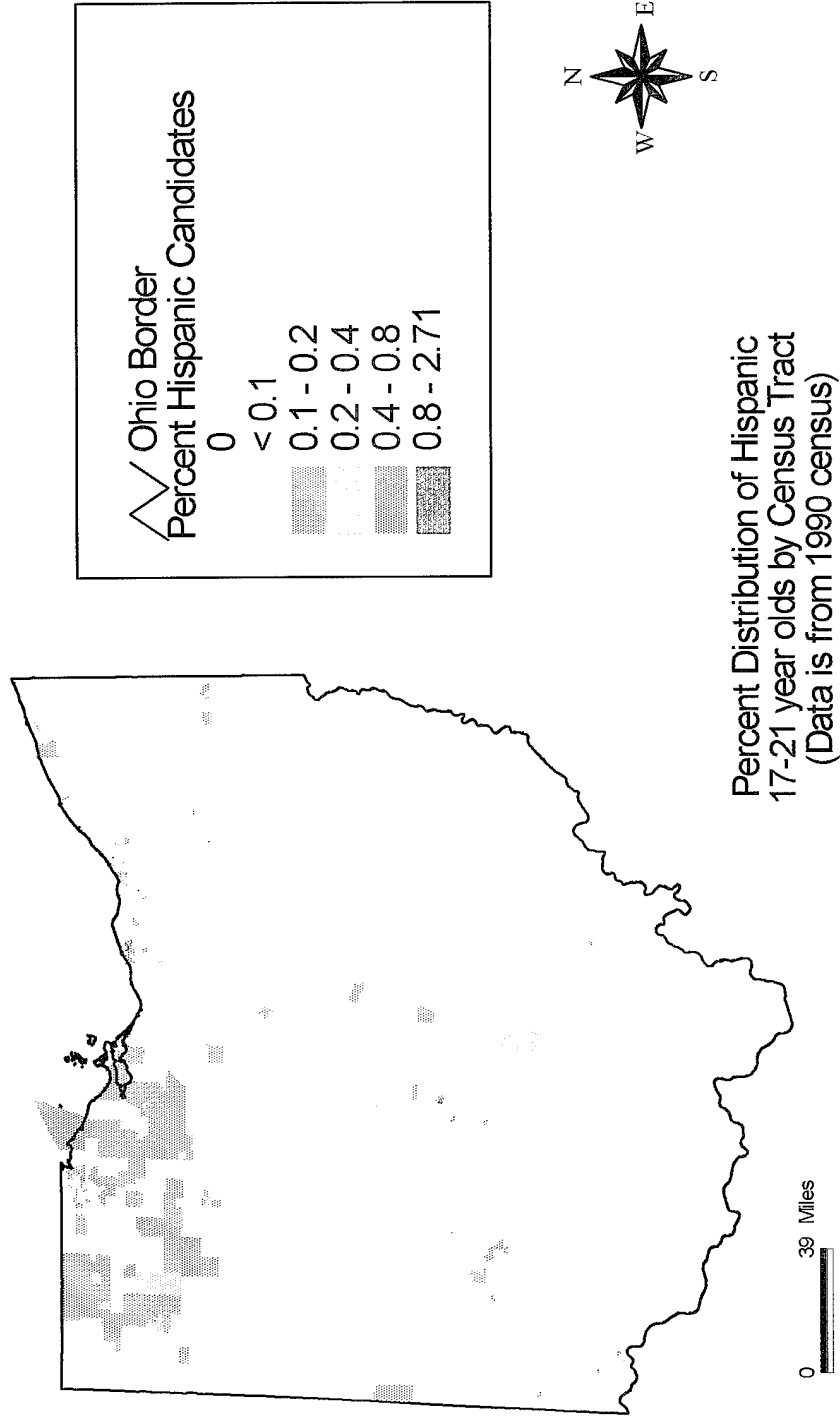 Ohio Border
Percent Hispanic Candidates
0
< 0.1
0.1 - 0.2
0.2 - 0.4
0.4 - 0.8
0.8 - 2.71
N
W
E
S
0
39 Miles
Percent Distribution of Hispanic
17-21 year olds by Census Tract
(Data is from 1990 census)